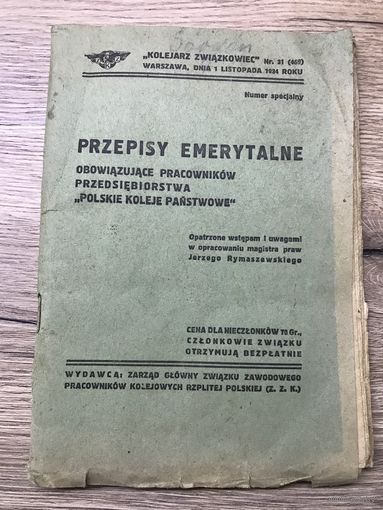 „KOLEJARZ ZWIĄZKOWIEC" Nr. 21 (469)
WARSZAWA, DNIA 1 LISTOPADA 1934 ROKU
Numer specjalny
PRZEPISY EMERYTALNE
OBOWIĄZUJĄCE PRACOWNIKÓW
PRZEDSIĘBIORSTWA
„POLSKIE KOLEJE PAŃSTWOWE"
Opatrzone wstępem i uwagami
w opracowaniu magistra praw
Jerzego Rymaszewskiego
CENA DLA NIECZŁONKÓW 70 Gr.,
CZŁONKOWIE ZWIĄZKU
OTRZYMUJĄ BEZPŁATNIE
WYDAWCA: ZARZĄD GŁÓWNY ZWIĄZKU ZAWODOWEGO
PRACOWNIKÓW KOLEJOWYCH RZPLITEJ POLSKIEJ (Z. Z. K.)